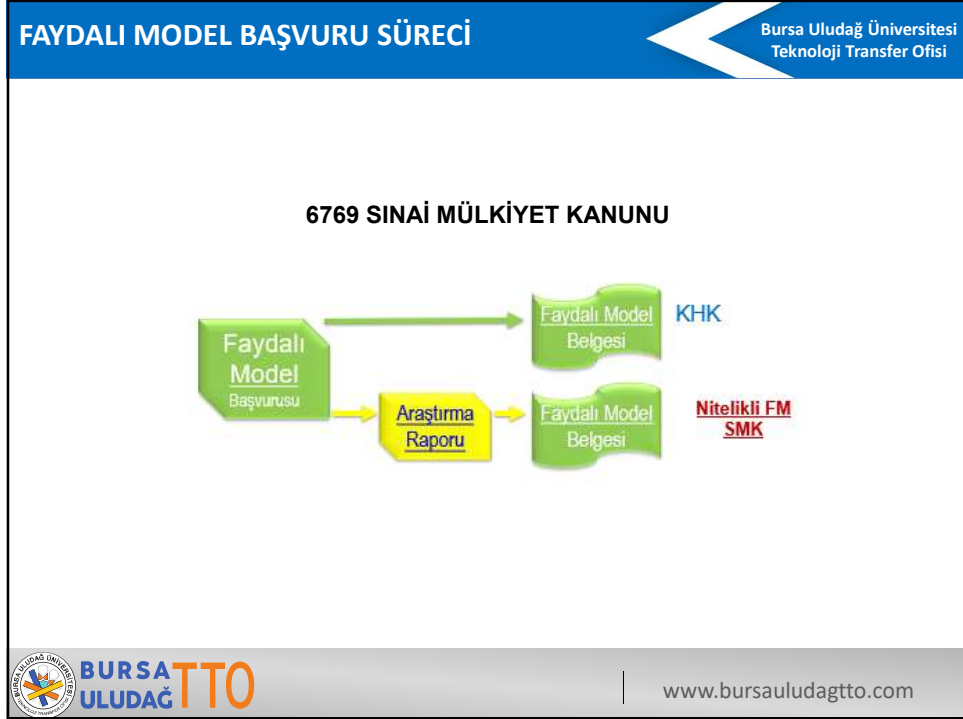 FAYDALI MODEL BAŞVURU SÜRECİ
Bursa Uludağ Üniversitesi
Teknoloji Transfer Ofisi
6769 SINAİ MÜLKİYET KANUNU
Faydalı
Model
Başvurusu
Faydalı Model
Belgesi
KHK
Araştırma
Raporu
Faydalı Model
Belgesi
Nitelikli FM
SMK
BURSA
ULUDAĞ
TTO
www.bursauludagtto.com